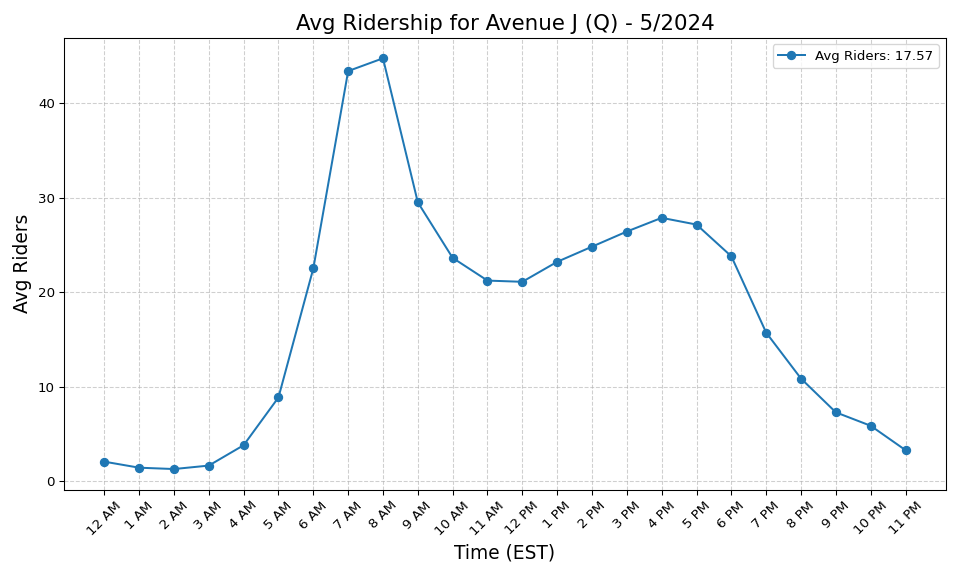 Avg Ridership for Avenue J (Q) - 5/2024
Avg Riders: 17.57
Avg Riders
40
30
20
10
0
12 AM
1 AM
2 AM
3 AM
4 AM
5 AM
6 AM
7 AM
8 AM
9 AM
10 AM
11 AM
12 PM
1 PM
2 PM
3 PM
4 PM
5 PM
6 PM
7 PM
8 PM
9 PM
10 PM
11 PM
Time (EST)